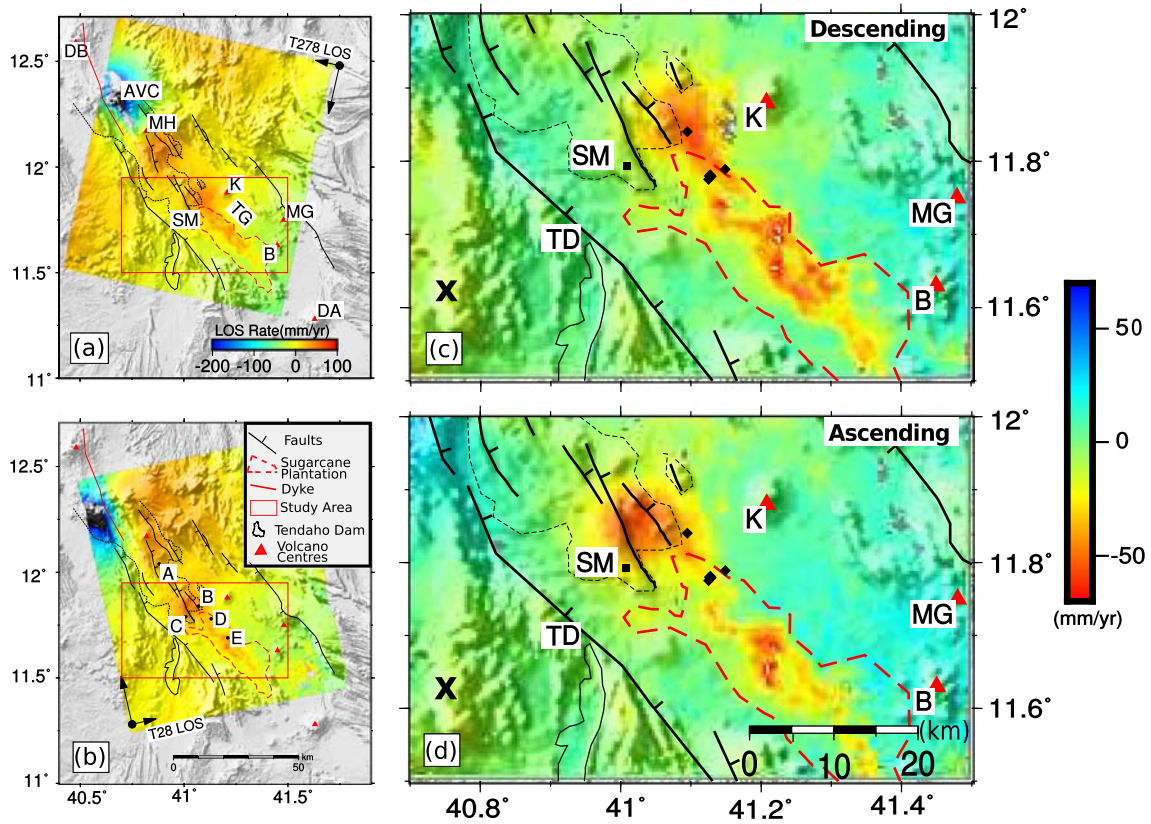 12.5°
12°
11.5°
11°
DB
AVC
MH
T278 LOS
K
TG
MG
SM
B
DA
LOS Rate(mm/yr)
-200 -100 0 100
(a)
12.5°
12°
11.5°
11°
40.5° 41° 41.5°
Faults
Sugarcane
Plantation
Dyke
Study Area
Tendaho Dam
Volcano
Centres
A
B
C
D
E
T28 LOS
0 50
km
(b)
Descending
K
SM
MG
TD
B
X
(c)
12°
11.8°
11.6°
Ascending
K
SM
MG
TD
B
X
(km)
0 10 20
(d)
12°
11.8°
11.6°
40.8° 41° 41.2° 41.4°
50
0
-50
(mm/yr)